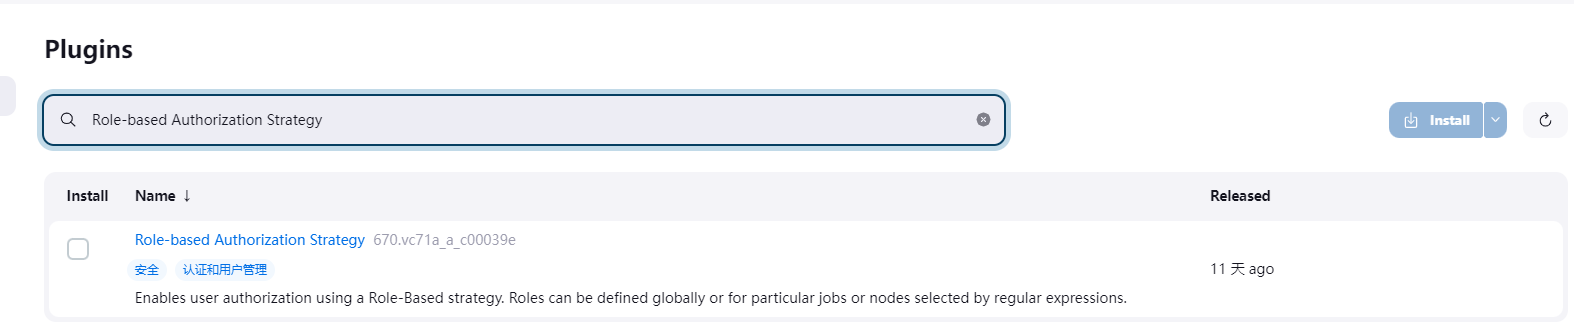 Plugins
Role-based Authorization Strategy
Install
Install Name ↓ Released
Role-based Authorization Strategy 670.vc71a_a_c00039e
安全 认证和用户管理
11 天 ago
Enables user authorization using a Role-Based strategy. Roles can be defined globally or for particular jobs or nodes selected by regular expressions.